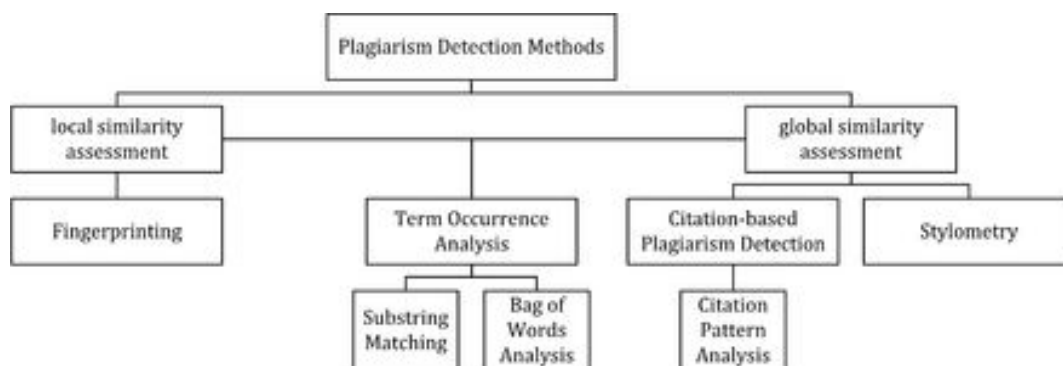 Plagiarism Detection Methods
local similarity
assessment
global similarity
assessment
Fingerprinting
Term Occurrence
Analysis
Citation-based
Plagiarism Detection
Stylometry
Substring
Matching
Bag of
Words
Analysis
Citation
Pattern
Analysis